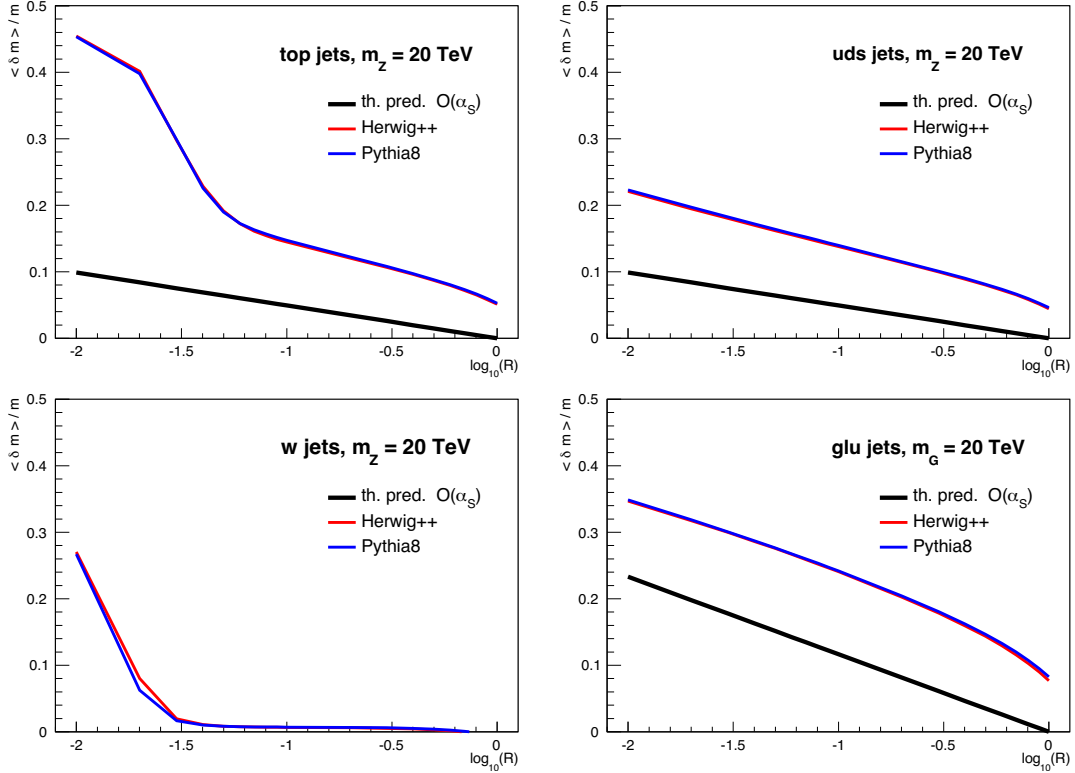 < δ m > / m
top jets, m_Z = 20 TeV
th. pred. O(α_S)
Herwig++
Pythia8
0.5
0.4
0.3
0.2
0.1
0
-2 -1.5 -1 -0.5 0
log₁₀(R)
< δ m > / m
uds jets, m_Z = 20 TeV
th. pred. O(α_S)
Herwig++
Pythia8
0.5
0.4
0.3
0.2
0.1
0
-2 -1.5 -1 -0.5 0
log₁₀(R)
< δ m > / m
w jets, m_Z = 20 TeV
th. pred. O(α_S)
Herwig++
Pythia8
0.5
0.4
0.3
0.2
0.1
0
-2 -1.5 -1 -0.5 0
log₁₀(R)
< δ m > / m
glu jets, m_G = 20 TeV
th. pred. O(α_S)
Herwig++
Pythia8
0.5
0.4
0.3
0.2
0.1
0
-2 -1.5 -1 -0.5 0
log₁₀(R)